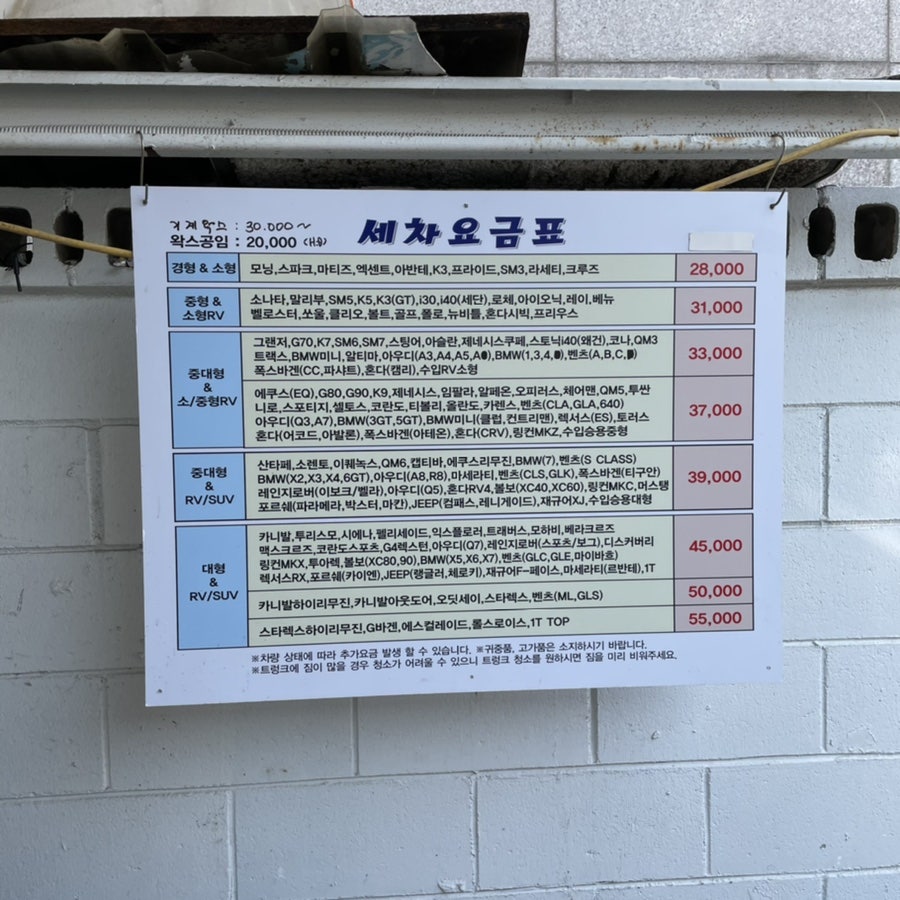 기계왁스 : 30.000~
왁스공임 : 20,000 (H용)
세차요금표
경형 & 소형
모닝,스파크,마티즈,엑센트,아반테,K3,프라이드,SM3,라세티,크루즈
28,000
중형 &
소형RV
소나타,말리부,SM5,K5,K3(GT),i30,i40(세단),로체,아이오닉,레이,베뉴
벨로스터,쏘울,클리오,볼트,골프,폴로,뉴비틀,혼다시빅,프리우스
31,000
중대형
&
소/중형RV
그랜저,G70,K7,SM6,SM7,스팅어,아슬란,제네시스쿠페,스토닉i40(왜건),코나,QM3
트랙스,BMW미니,알티마,아우디(A3,A4,A5,A),BMW(1,3,4,),벤츠(A,B,C,)
폭스바겐(CC,파샤트),혼다(캠리),수입RV소형
33,000
에쿠스(EQ),G80,G90,K9,제네시스,임팔라,알페온,오피러스,체어맨,QM5,투싼
니로,스포티지,셀토스,코란도,티볼리,올란도,카렌스,벤츠(CLA,GLA,640)
아우디(Q3,A7),BMW(3GT,5GT),BMW미니(클럽,컨트리맨),렉서스(ES),토러스
혼다(어코드,아발론),폭스바겐(아테온),혼다(CRV),링컨MKZ,수입승용중형
37,000
중대형
&
RV/SUV
산타페,소렌토,이쿼녹스,QM6,캡티바,에쿠스리무진,BMW(7),벤츠(S CLASS)
BMW(X2,X3,X4,6GT),아우디(A8,R8),마세라티,벤츠(CLS,GLK),폭스바겐(티구안)
레인지로버(이보크/벨라),아우디(Q5),혼다RV4,볼보(XC40,XC60),링컨MKC,머스탱
포르쉐(파라메라,박스터,마칸),JEEP(컴패스,레니게이드),재규어XJ,수입승용대형
39,000
대형
&
RV/SUV
카니발,투리스모,시에나,펠리세이드,익스플로러,트래버스,모하비,베라크르즈
맥스크르즈,코란도스포츠,G4렉스턴,아우디(Q7),레인지로버(스포츠/보그),디스커버리
링컨MKX,투아렉,볼보(XC80,90),BMW(X5,X6,X7),벤츠(GLC,GLE,마이바흐)
렉서스RX,포르쉐(카이엔),JEEP(랭글러,체로키),재규어F-페이스,마세라티(르반테),1T
45,000
카니발하이리무진,카니발아웃도어,오딧세이,스타렉스,벤츠(ML,GLS)
50,000
스타렉스하이리무진,G바겐,에스컬레이드,롤스로이스,1T TOP
55,000
※차량 상태에 따라 추가요금 발생 할 수 있습니다. ※귀중품, 고가품은 소지하시기 바랍니다.
※트렁크에 짐이 많을 경우 청소가 어려울 수 있으니 트렁크 청소를 원하시면 짐을 미리 비워주세요.